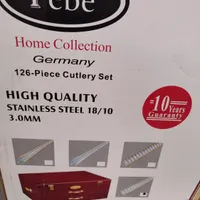 Home Collection
Germany
126-Piece Cutlery Set
HIGH QUALITY
STAINLESS STEEL 18/10
3.0MM
10 Years
Guaranty